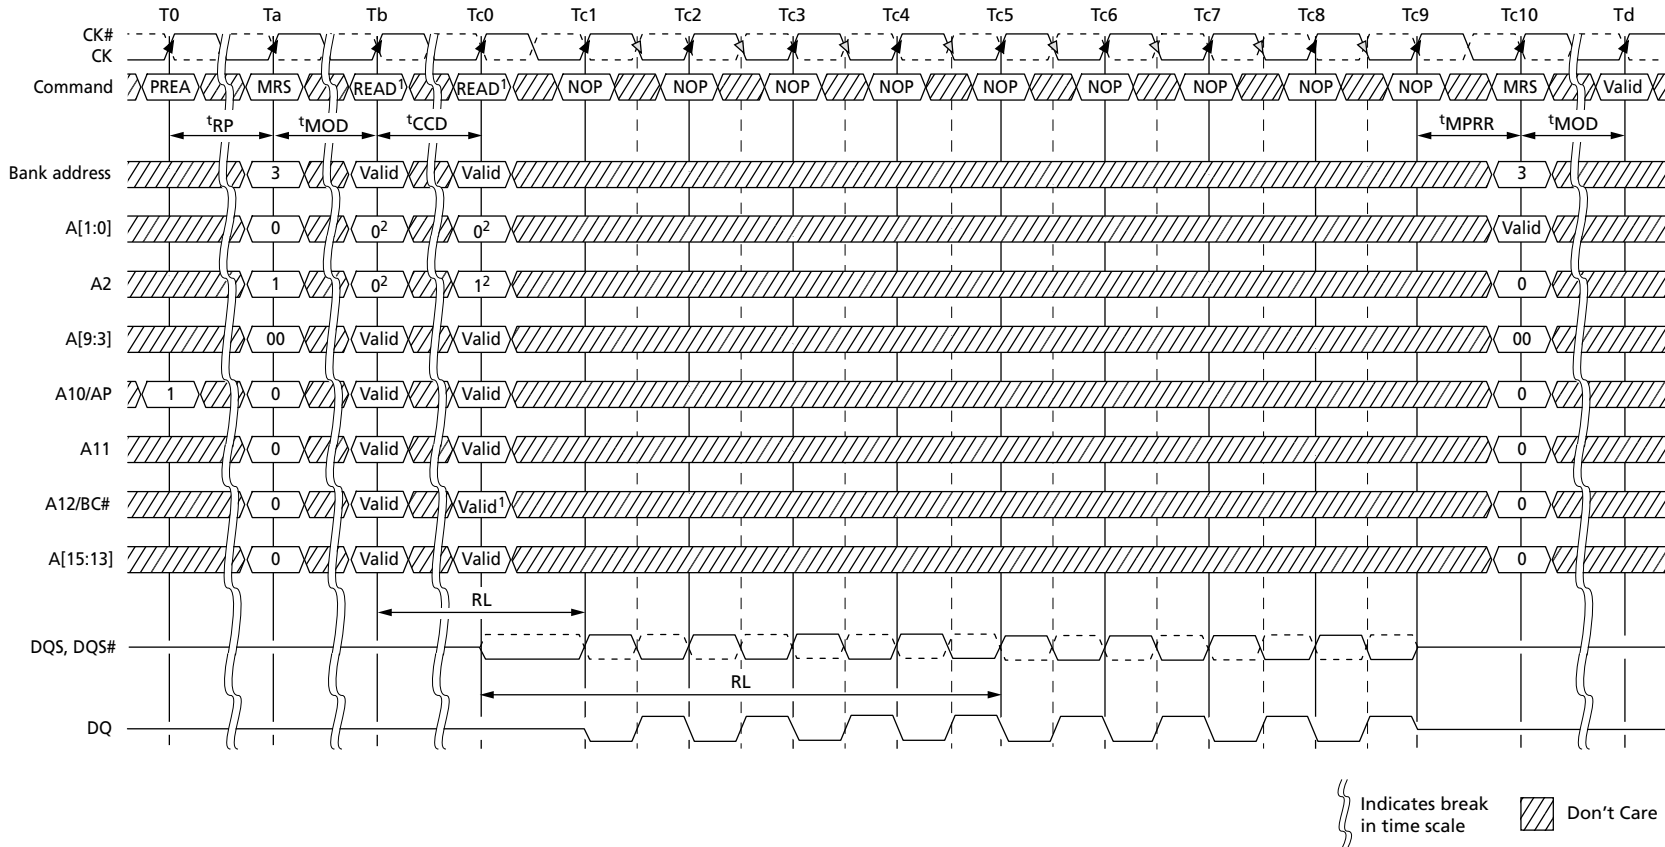 T0 Ta Tb Tc0 Tc1 Tc2 Tc3 Tc4 Tc5 Tc6 Tc7 Tc8 Tc9 Tc10 Td
CK#
CK
Command PREA MRS READ¹ READ¹ NOP NOP NOP NOP NOP NOP NOP NOP NOP MRS Valid
tRP tMOD tCCD tMPRR tMOD
Bank address 3 Valid Valid 3
A[1:0] 0 0² 0² Valid
A2 1 0² 1² 0
A[9:3] 00 Valid Valid 00
A10/AP 1 0 Valid Valid 0
A11 0 Valid Valid 0
A12/BC# 0 Valid Valid¹ 0
A[15:13] 0 Valid Valid 0
RL
DQS, DQS#
RL
DQ
Indicates break
in time scale
Don't Care